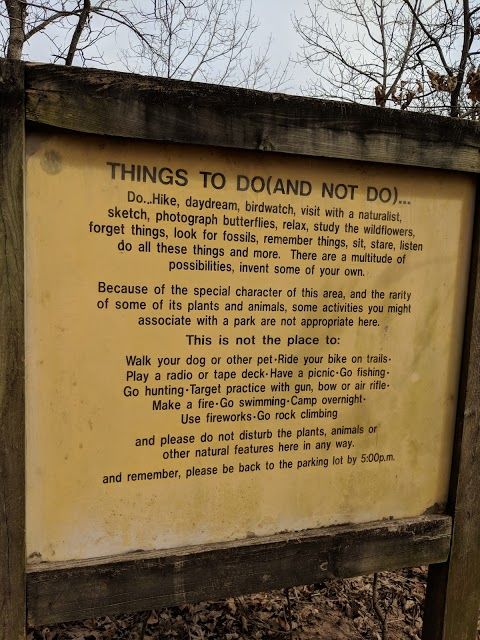 THINGS TO DO(AND NOT DO)...
Do...Hike, daydream, birdwatch, visit with a naturalist,
sketch, photograph butterflies, relax, study the wildflowers,
forget things, look for fossils, remember things, sit, stare, listen
do all these things and more. There are a multitude of
possibilities, invent some of your own.
Because of the special character of this area, and the rarity
of some of its plants and animals, some activities you might
associate with a park are not appropriate here.
This is not the place to:
Walk your dog or other pet·Ride your bike on trails·
Play a radio or tape deck·Have a picnic·Go fishing·
Go hunting·Target practice with gun, bow or air rifle·
Make a fire·Go swimming·Camp overnight·
Use fireworks·Go rock climbing
and please do not disturb the plants, animals or
other natural features here in any way.
and remember, please be back to the parking lot by 5:00p.m.